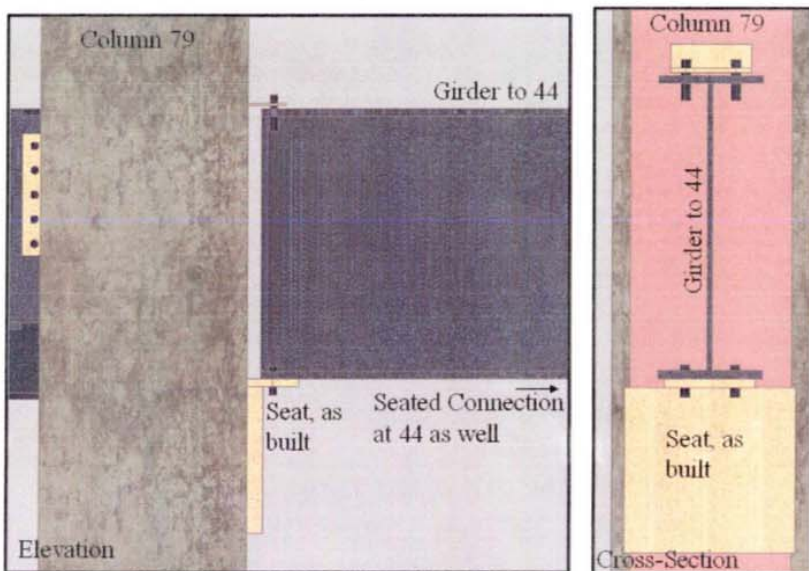 Column 79
Girder to 44
Seat, as
built
Seated Connection
at 44 as well
Elevation
Column 79
Girder to 44
Seat, as
built
Cross-Section